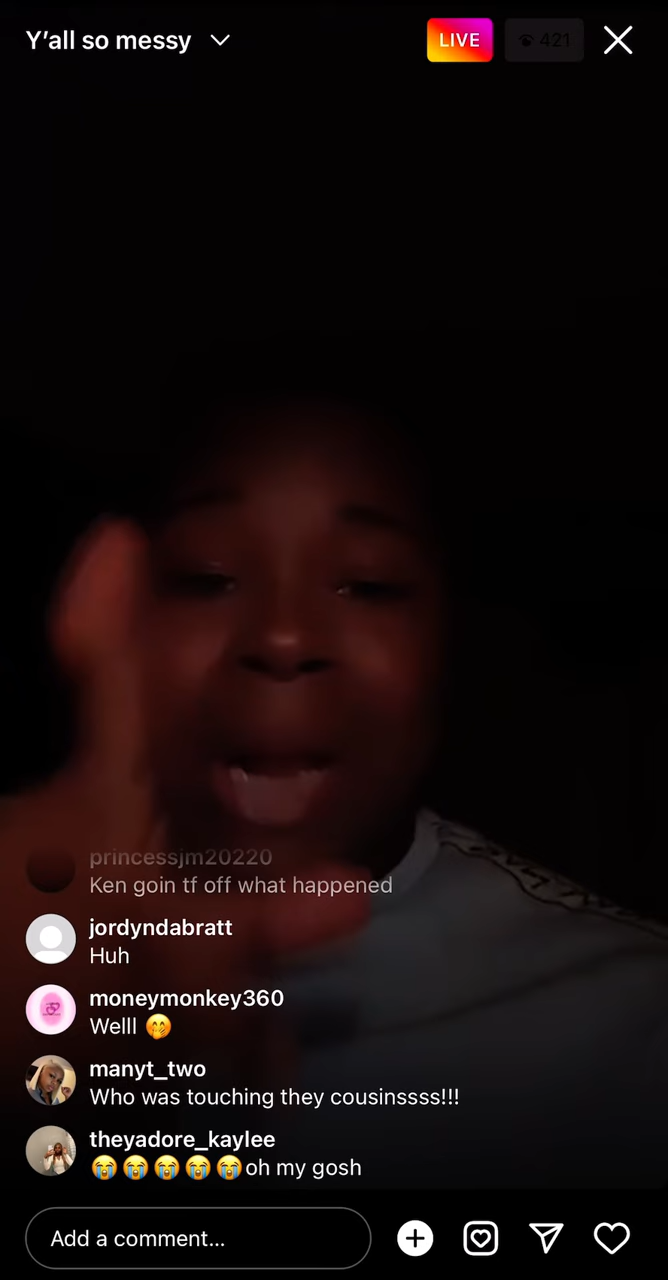 Y’all so messy
LIVE
421
princessjm20220
Ken goin tf off what happened
jordyndabratt
Huh
moneymonkey360
Welll 🤭
manyt_two
Who was touching they cousinssss!!!
theyadore_kaylee
😭😭😭😭😭oh my gosh
Add a comment...